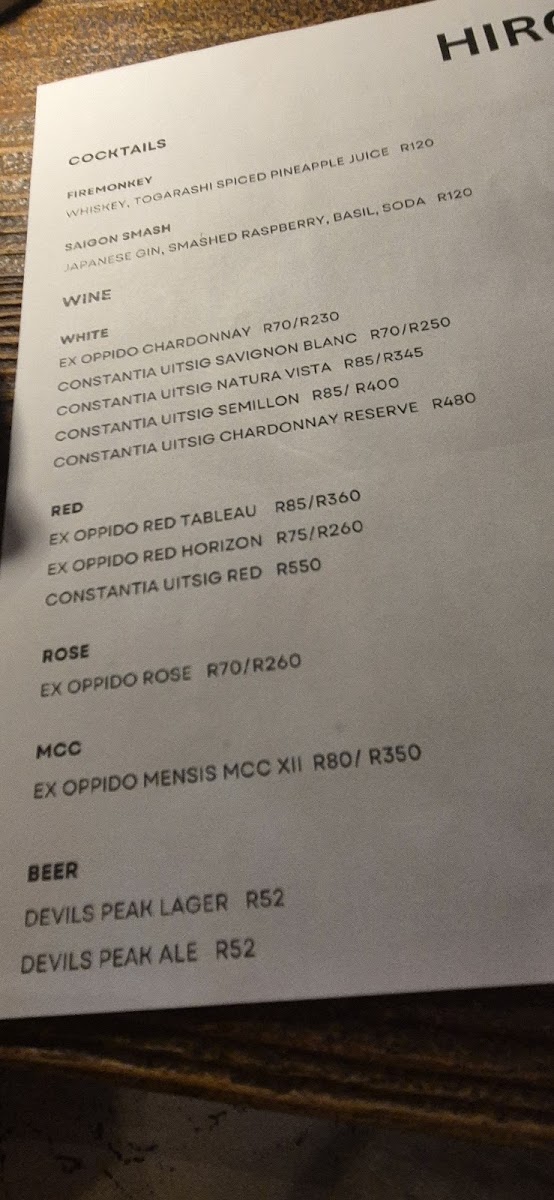 COCKTAILS
FIREMONKEY
WHISKEY, TOGARASHI SPICED PINEAPPLE JUICE R120
SAIGON SMASH
JAPANESE GIN, SMASHED RASPBERRY, BASIL, SODA R120
WINE
WHITE
EX OPPIDO CHARDONNAY R70/R230
CONSTANTIA UITSIG SAVIGNON BLANC R70/R250
CONSTANTIA UITSIG NATURA VISTA R85/R345
CONSTANTIA UITSIG SEMILLON R85/ R400
CONSTANTIA UITSIG CHARDONNAY RESERVE R480
RED
EX OPPIDO RED TABLEAU R85/R360
EX OPPIDO RED HORIZON R75/R260
CONSTANTIA UITSIG RED R550
ROSE
EX OPPIDO ROSE R70/R260
MCC
EX OPPIDO MENSIS MCC XII R80/ R350
BEER
DEVILS PEAK LAGER R52
DEVILS PEAK ALE R52